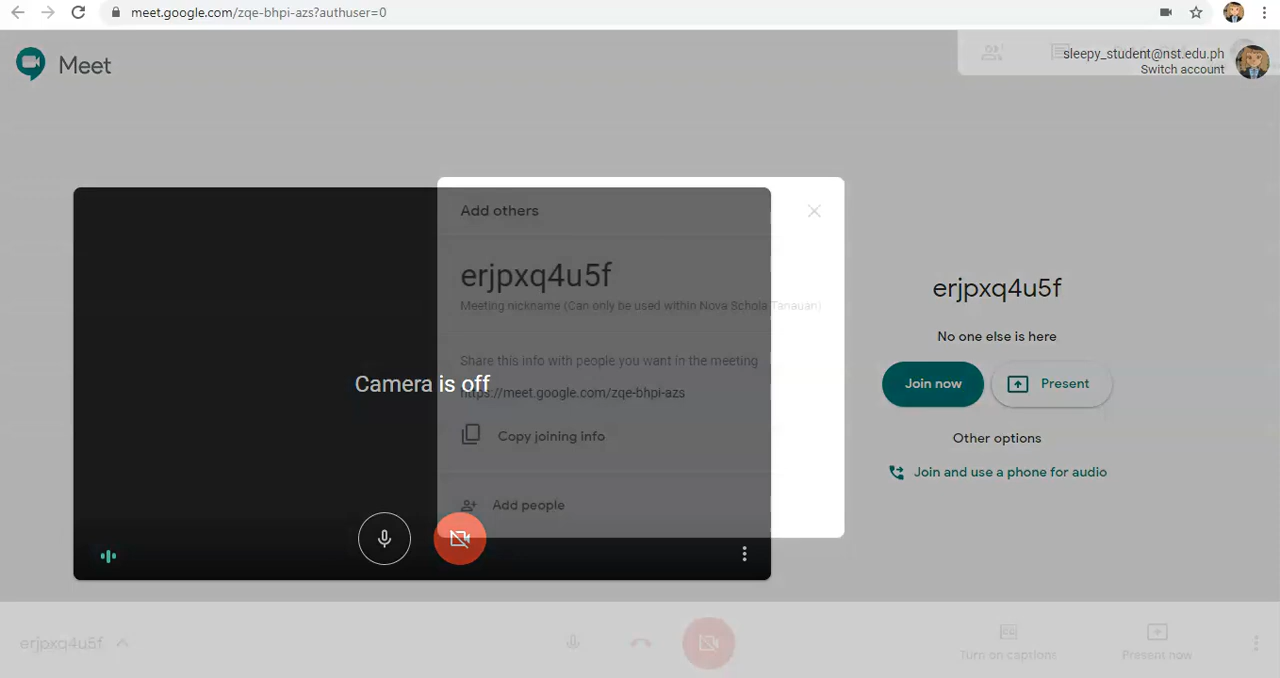 meet.google.com/zqe-bhpi-azs?authuser=0
Meet
sleepy_student@nst.edu.ph
Switch account
Add others
erjpxq4u5f
Meeting nickname (Can only be used within Nova Schola Tanauan)
Share this info with people you want in the meeting
Camera is off
https://meet.google.com/zqe-bhpi-azs
Copy joining info
Add people
erjpxq4u5f
No one else is here
Join now
Present
Other options
Join and use a phone for audio
erjpxq4u5f
Turn on captions
Present now